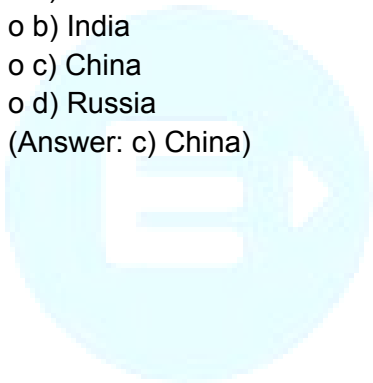 o b) India
o c) China
o d) Russia
(Answer: c) China)